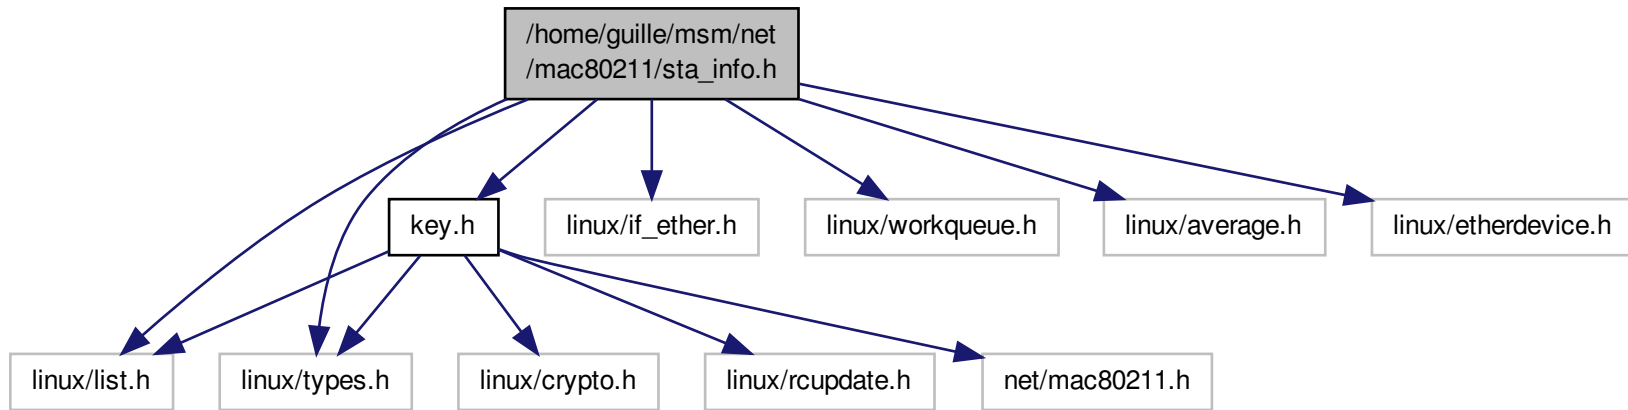 /home/guille/msm/net
/mac80211/sta_info.h
key.h
linux/if_ether.h
linux/workqueue.h
linux/average.h
linux/etherdevice.h
linux/list.h
linux/types.h
linux/crypto.h
linux/rcupdate.h
net/mac80211.h